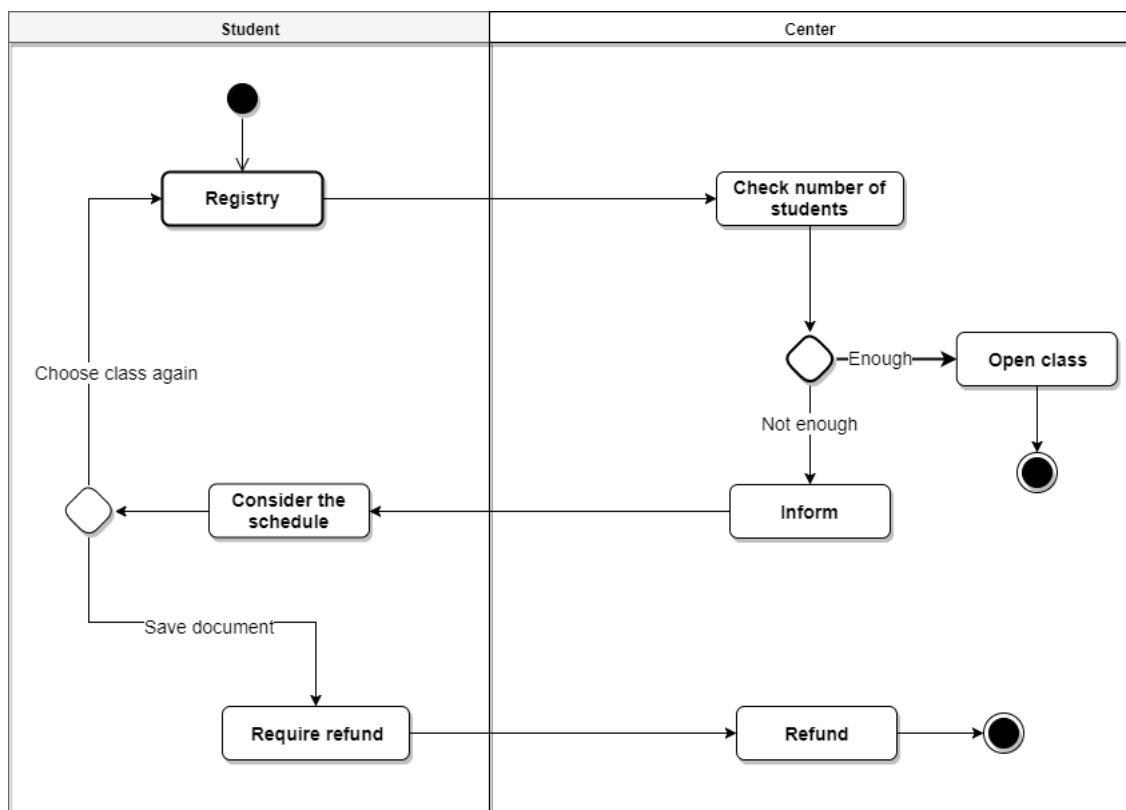 Student
Center
Registry
Check number of
students
Enough
Open class
Choose class again
Not enough
Consider the
schedule
Inform
Save document
Require refund
Refund